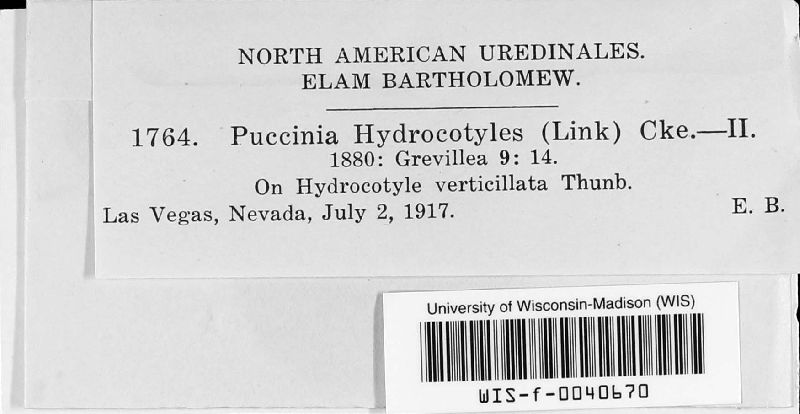 NORTH AMERICAN UREDINALES.
ELAM BARTHOLOMEW.
1764. Puccinia Hydrocotyles (Link) Cke.—II.
1880: Grevillea 9: 14.
On Hydrocotyle verticillata Thunb.
Las Vegas, Nevada, July 2, 1917. E. B.
University of Wisconsin-Madison (WIS)
WIS-f-0040670